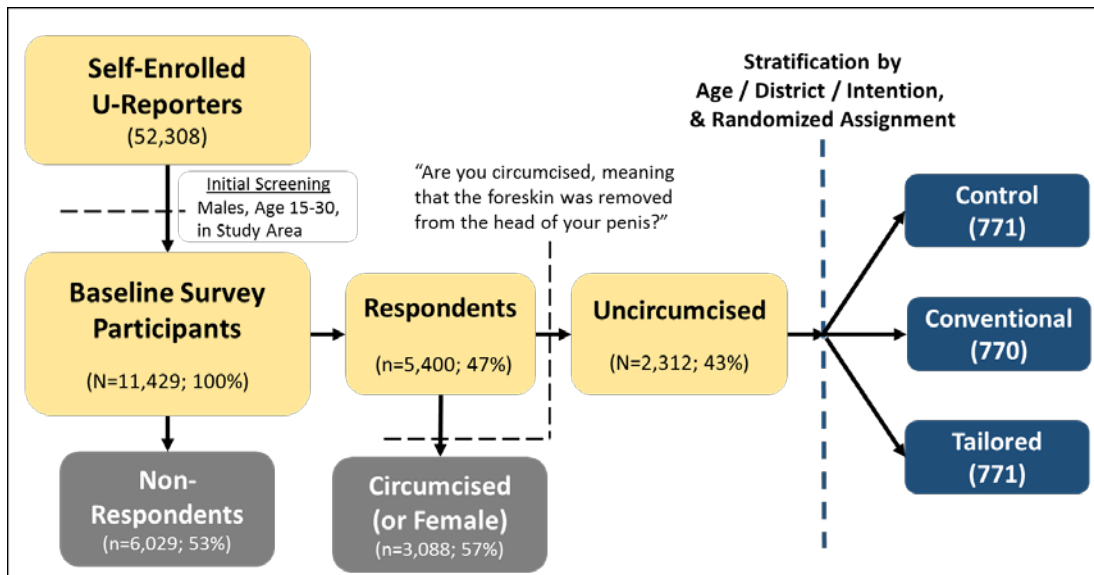 Self-Enrolled
U-Reporters
(52,308)
Initial Screening
Males, Age 15-30,
in Study Area
Baseline Survey
Participants
(N=11,429; 100%)
Non-
Respondents
(n=6,029; 53%)
Respondents
(n=5,400; 47%)
"Are you circumcised, meaning
that the foreskin was removed
from the head of your penis?"
Circumcised
(or Female)
(n=3,088; 57%)
Uncircumcised
(N=2,312; 43%)
Stratification by
Age / District / Intention,
& Randomized Assignment
Control
(771)
Conventional
(770)
Tailored
(771)